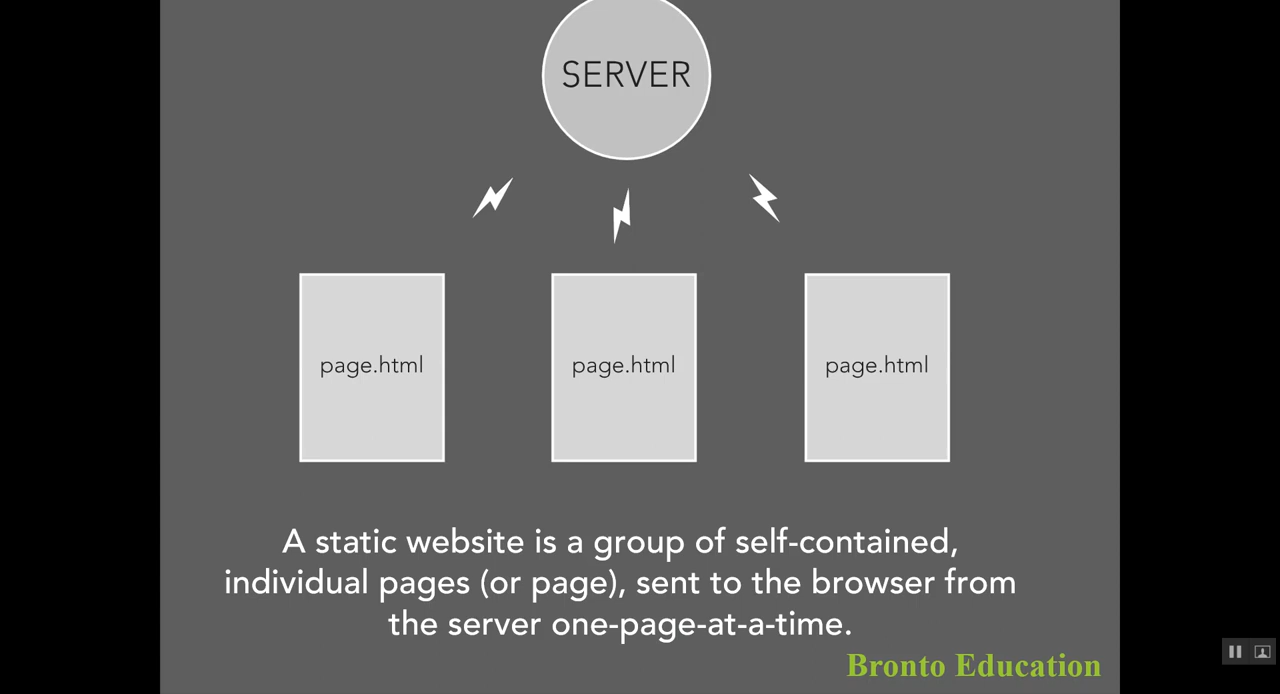 SERVER
page.html page.html page.html
A static website is a group of self-contained,
individual pages (or page), sent to the browser from
the server one-page-at-a-time.
Bronto Education